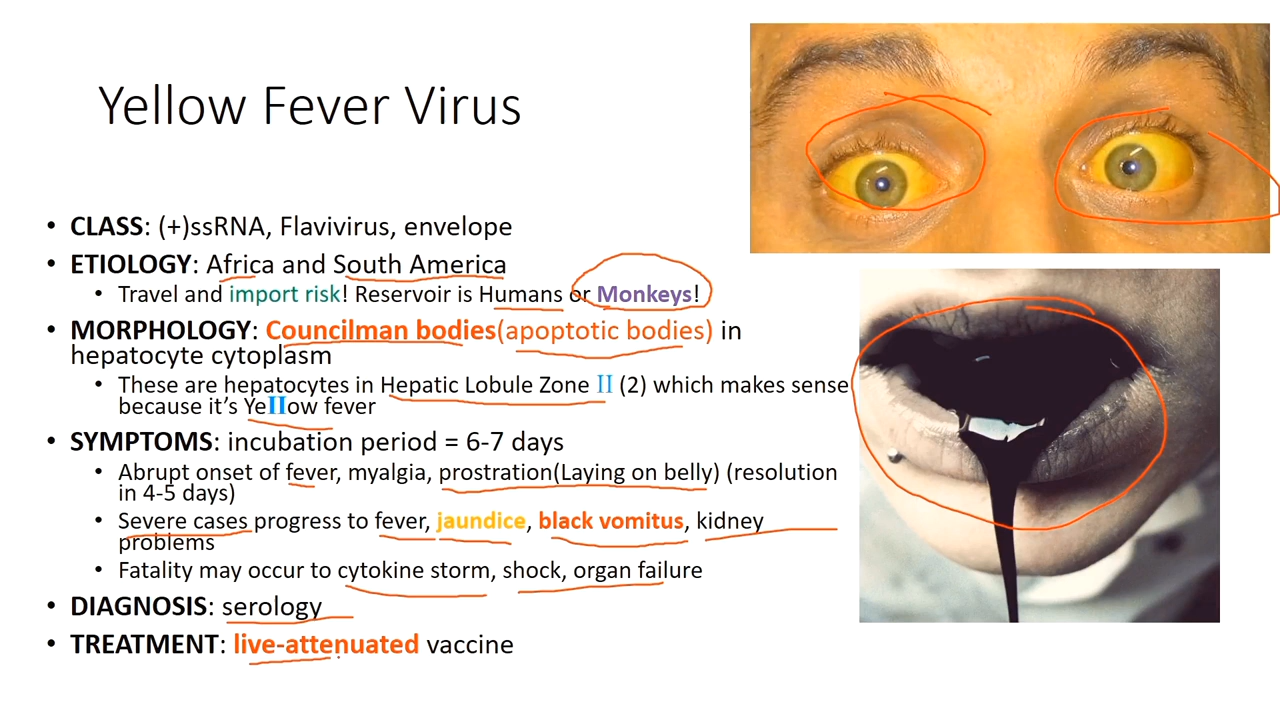 Yellow Fever Virus
• CLASS: (+)ssRNA, Flavivirus, envelope
• ETIOLOGY: Africa and South America
• Travel and import risk! Reservoir is Humans or Monkeys!
• MORPHOLOGY: Councilman bodies(apoptotic bodies) in
hepatocyte cytoplasm
• These are hepatocytes in Hepatic Lobule Zone II (2) which makes sense
because it’s YeIIow fever
• SYMPTOMS: incubation period = 6-7 days
• Abrupt onset of fever, myalgia, prostration(Laying on belly) (resolution
in 4-5 days)
• Severe cases progress to fever, jaundice, black vomitus, kidney
problems
• Fatality may occur to cytokine storm, shock, organ failure
• DIAGNOSIS: serology
• TREATMENT: live-attenuated vaccine